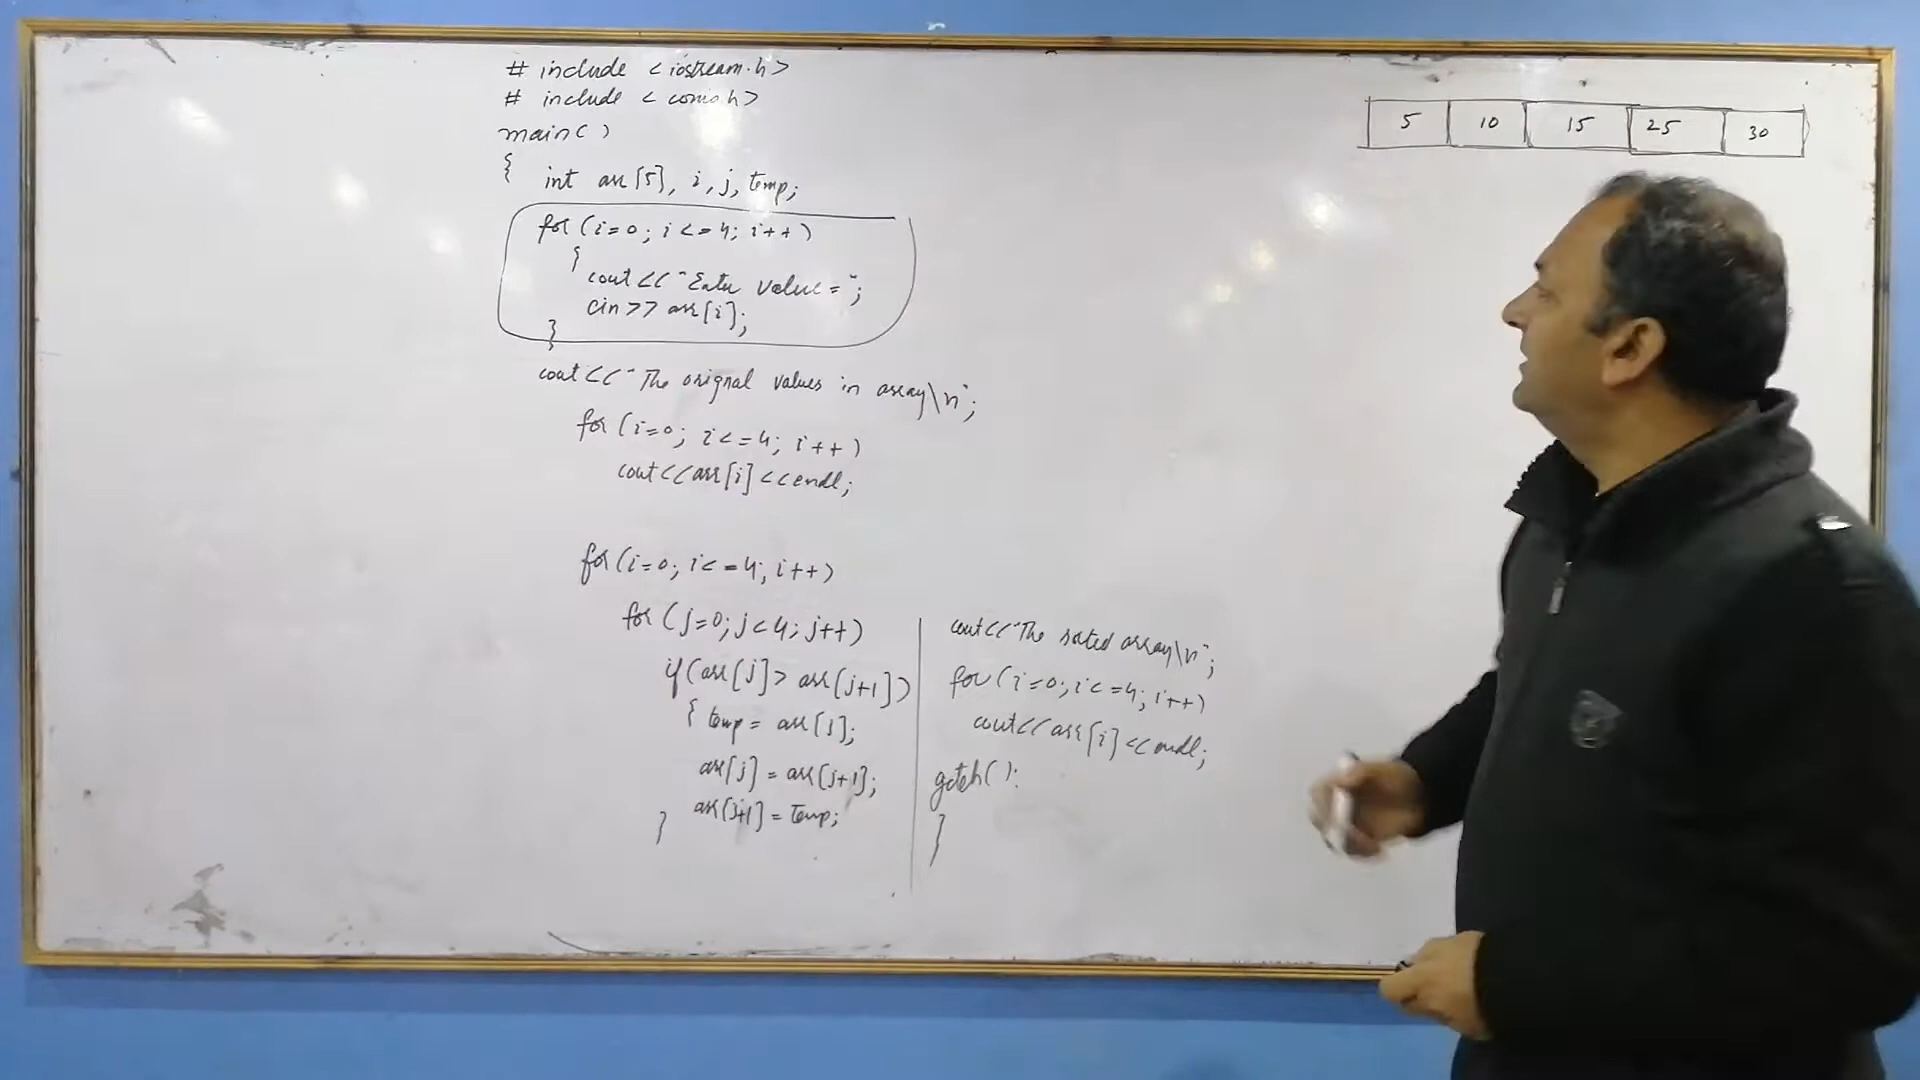 # include <iostream.h>
# include <conio.h>
main()
{ int arr[5], i, j, temp;
for (i=0; i<=4; i++)
{
cout<<"Enter value=";
cin>>arr[i];
}
cout<<"The orignal values in array\n";
for (i=0; i<=4; i++)
cout<<arr[i]<<endl;
for (i=0; i<=4; i++)
for (j=0; j<4; j++)
if (arr[j]> arr[j+1])
{ temp= arr[j];
arr[j] = arr[j+1];
arr[j+1] = temp;
}
cout<<"The sorted array\n";
for (i=0; i<=4; i++)
cout<<arr[i]<<endl;
getch();
}
5 10 15 25 30